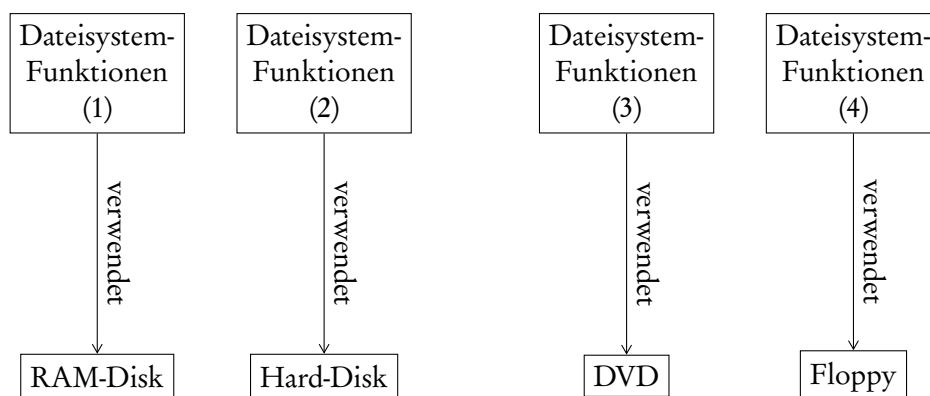 Dateisystem-
Funktionen
(1)
Dateisystem-
Funktionen
(2)
Dateisystem-
Funktionen
(3)
Dateisystem-
Funktionen
(4)
verwendet
verwendet
verwendet
verwendet
RAM-Disk
Hard-Disk
DVD
Floppy